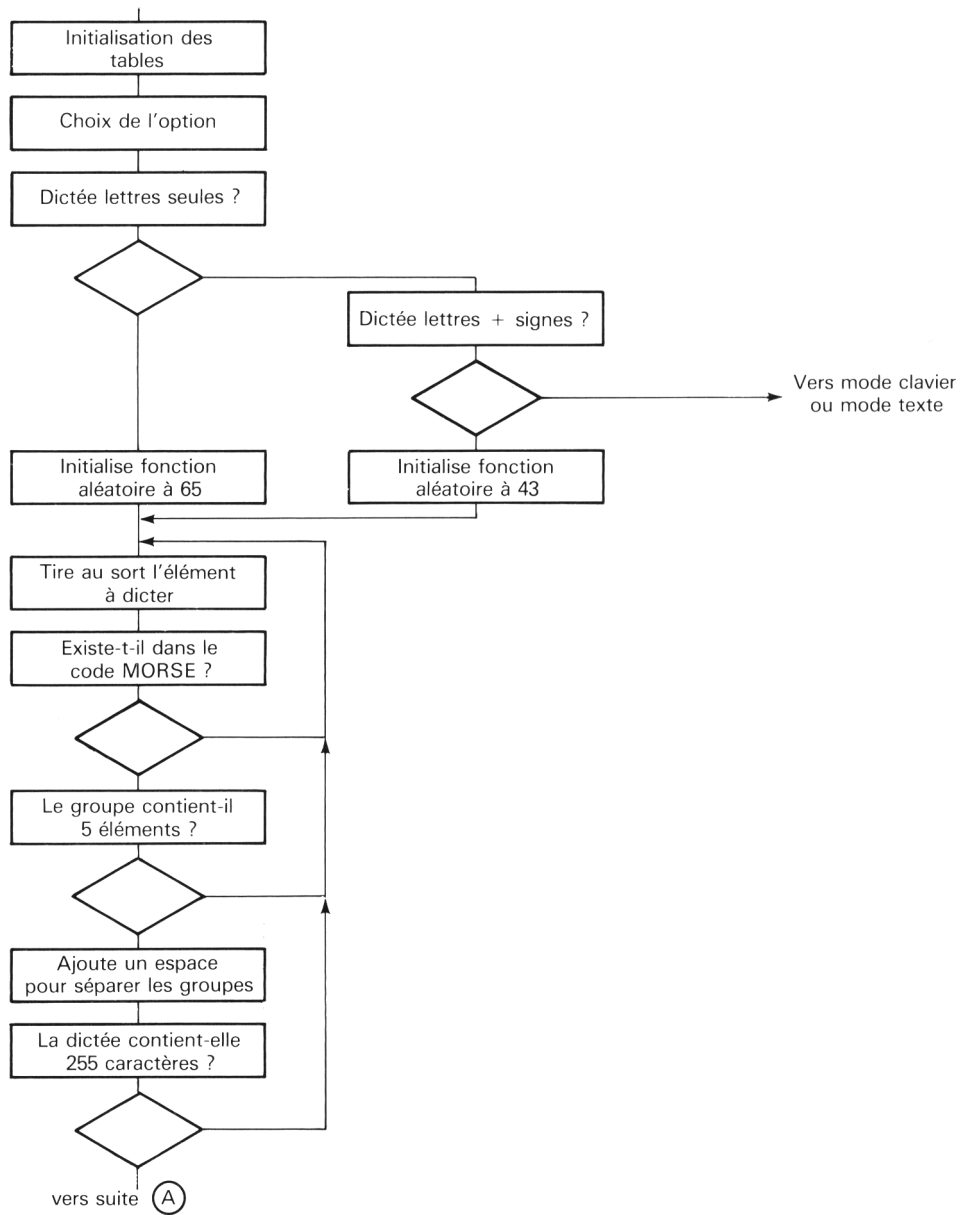 Initialisation des
tables
Choix de l'option
Dictée lettres seules ?
Dictée lettres + signes ?
Vers mode clavier
ou mode texte
Initialise fonction
aléatoire à 65
Initialise fonction
aléatoire à 43
Tire au sort l'élément
à dicter
Existe-t-il dans le
code MORSE ?
Le groupe contient-il
5 éléments ?
Ajoute un espace
pour séparer les groupes
La dictée contient-elle
255 caractères ?
vers suite A